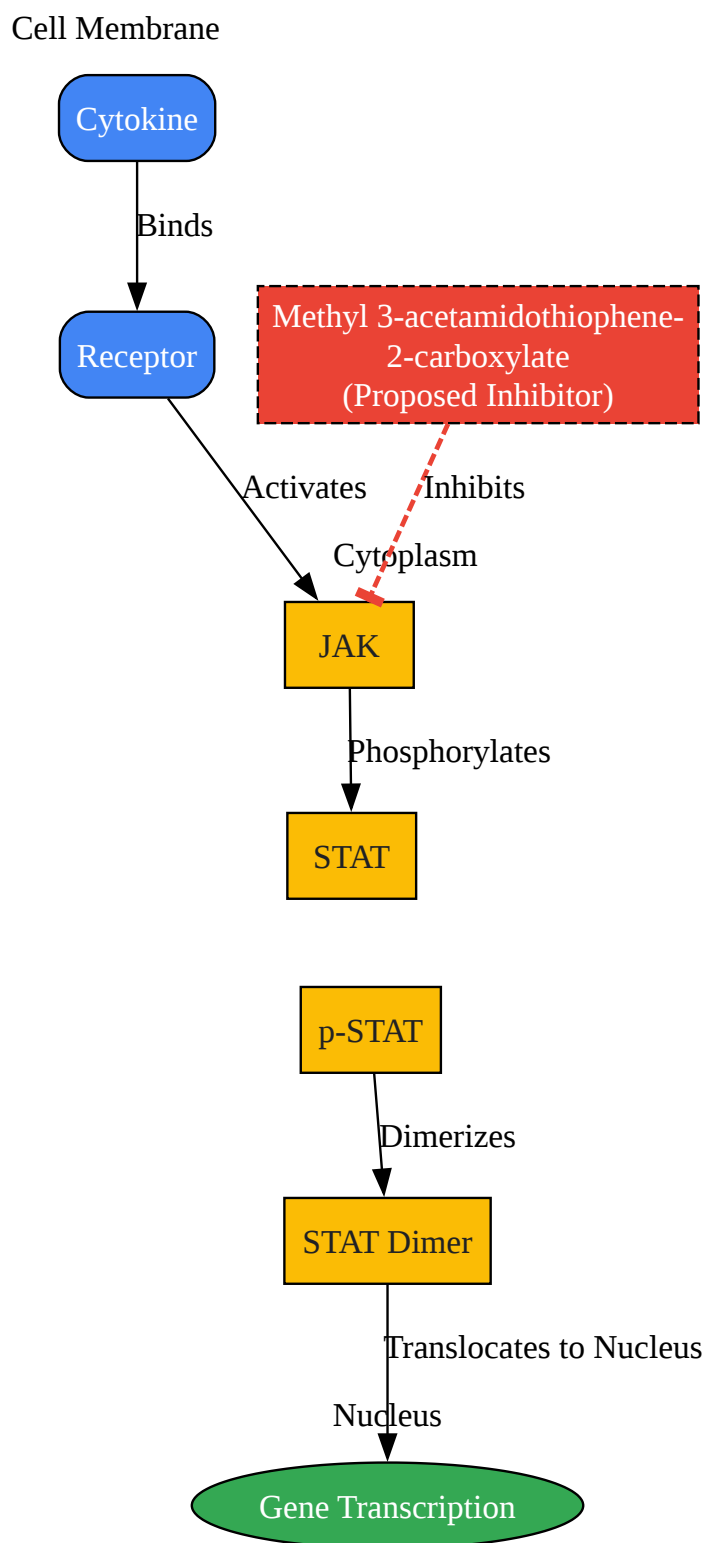 Cell Membrane
Cytokine
Binds
Methyl 3-acetamidothiophene-
2-carboxylate
(Proposed Inhibitor)
Receptor
Activates
Inhibits
Cytoplasm
JAK
Phosphorylates
STAT
p-STAT
Dimerizes
STAT Dimer
Translocates to Nucleus
Nucleus
Gene Transcription